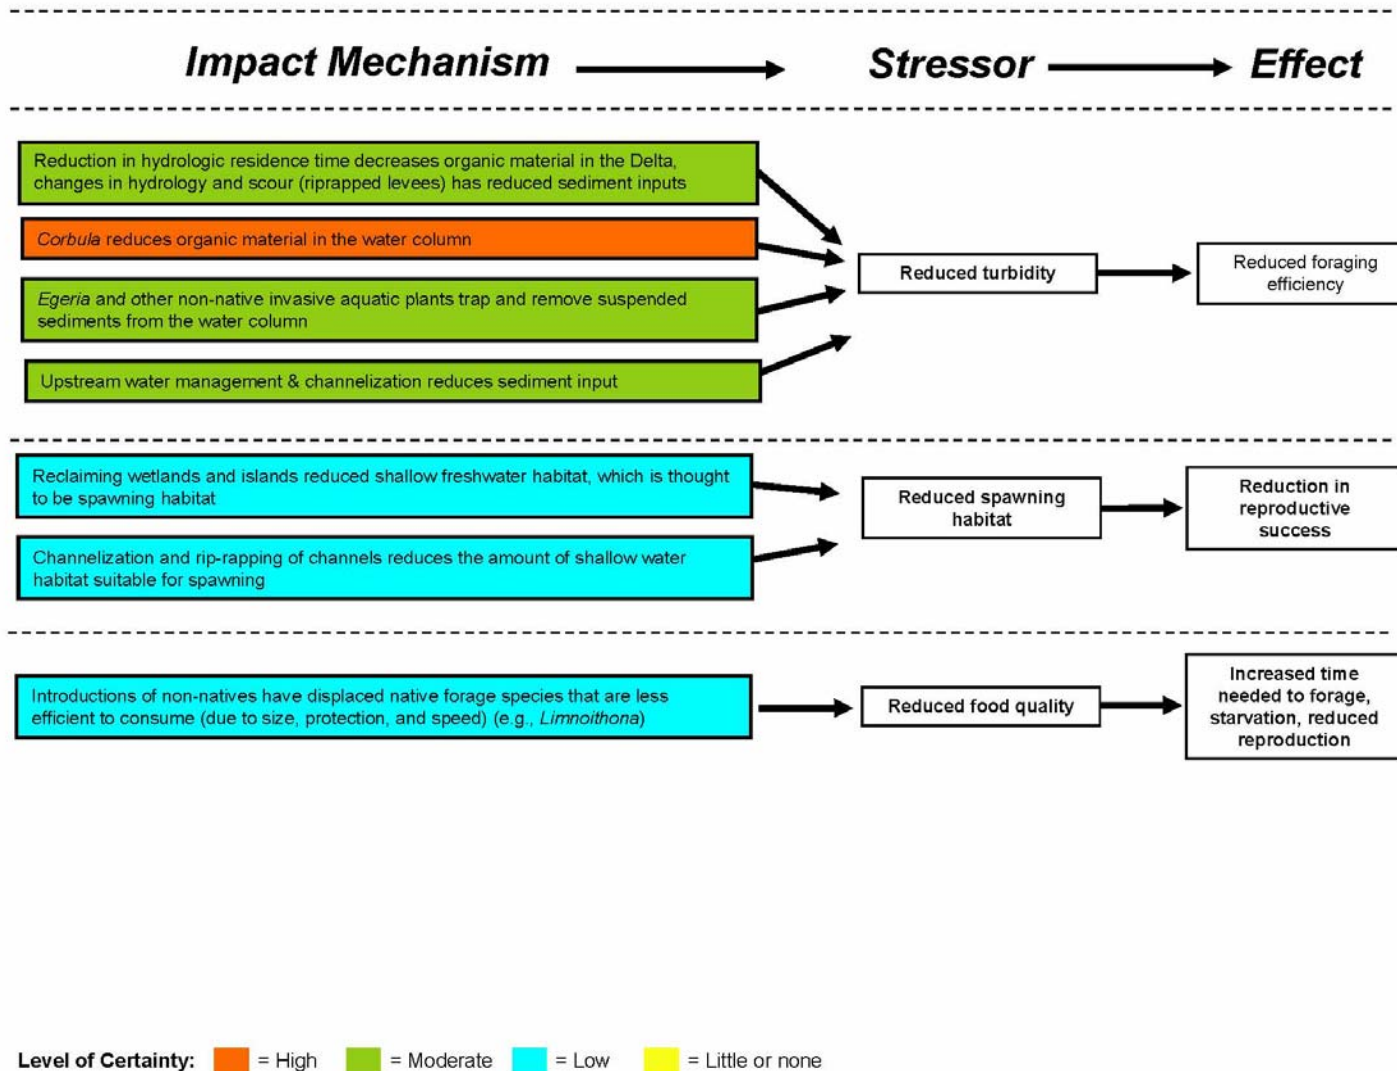 Impact Mechanism Stressor Effect
Reduction in hydrologic residence time decreases organic material in the Delta,
changes in hydrology and scour (riprapped levees) has reduced sediment inputs
Corbula reduces organic material in the water column
Egeria and other non-native invasive aquatic plants trap and remove suspended
sediments from the water column
Upstream water management & channelization reduces sediment input
Reduced turbidity
Reduced foraging
efficiency
Reclaiming wetlands and islands reduced shallow freshwater habitat, which is thought
to be spawning habitat
Channelization and rip-rapping of channels reduces the amount of shallow water
habitat suitable for spawning
Reduced spawning
habitat
Reduction in
reproductive
success
Introductions of non-natives have displaced native forage species that are less
efficient to consume (due to size, protection, and speed) (e.g., Limnoithona)
Reduced food quality
Increased time
needed to forage,
starvation, reduced
reproduction
Level of Certainty: = High = Moderate = Low = Little or none